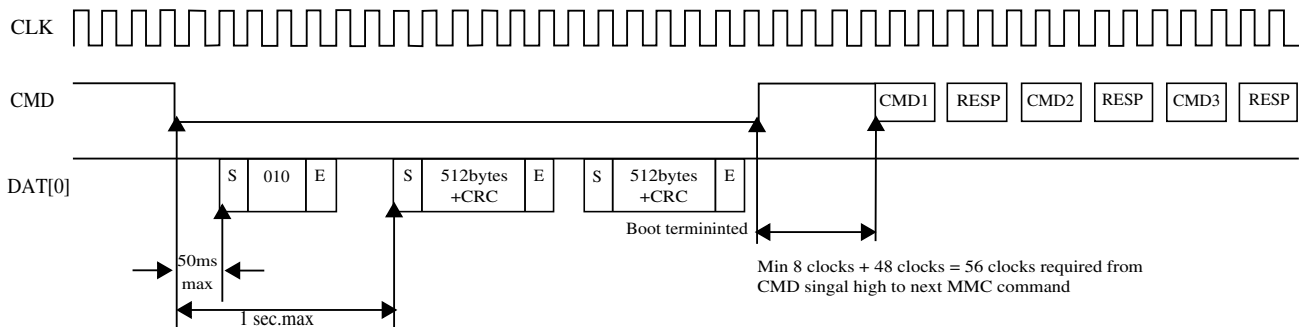 CLK
CMD
CMD1 RESP CMD2 RESP CMD3 RESP
DAT[0]
S 010 E
S 512bytes
+CRC E
S 512bytes
+CRC E
Boot termininted
50ms
max
1 sec.max
Min 8 clocks + 48 clocks = 56 clocks required from
CMD singal high to next MMC command